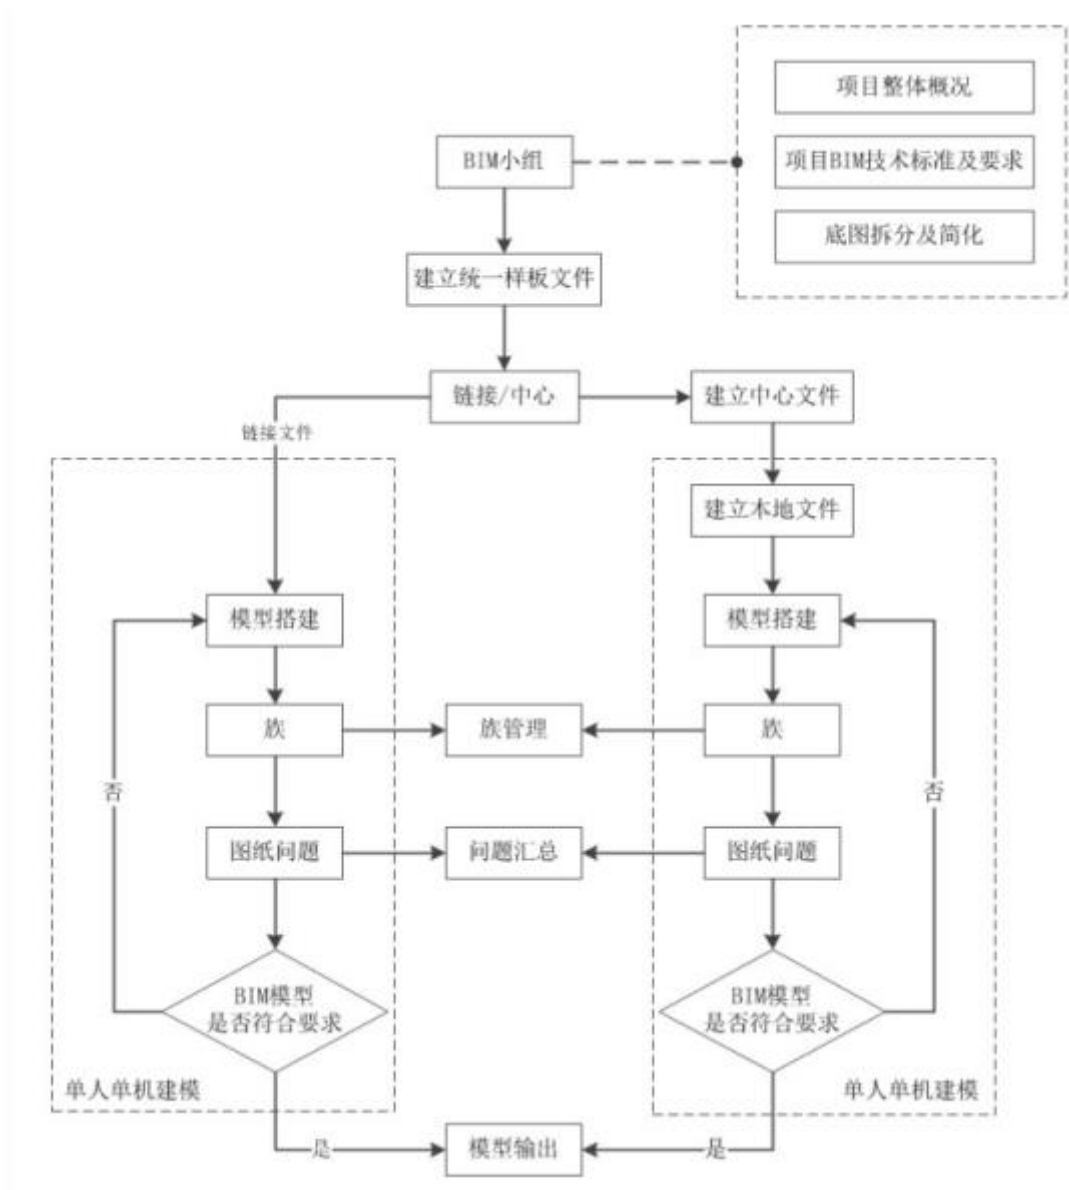 项目整体概况
BIM小组
项目BIM技术标准及要求
底图拆分及简化
建立统一样板文件
链接/中心
建立中心文件
链接文件
建立本地文件
模型搭建
模型搭建
族
族管理
族
否
否
图纸问题
问题汇总
图纸问题
BIM模型
是否符合要求
BIM模型
是否符合要求
单人单机建模
单人单机建模
是
模型输出
是